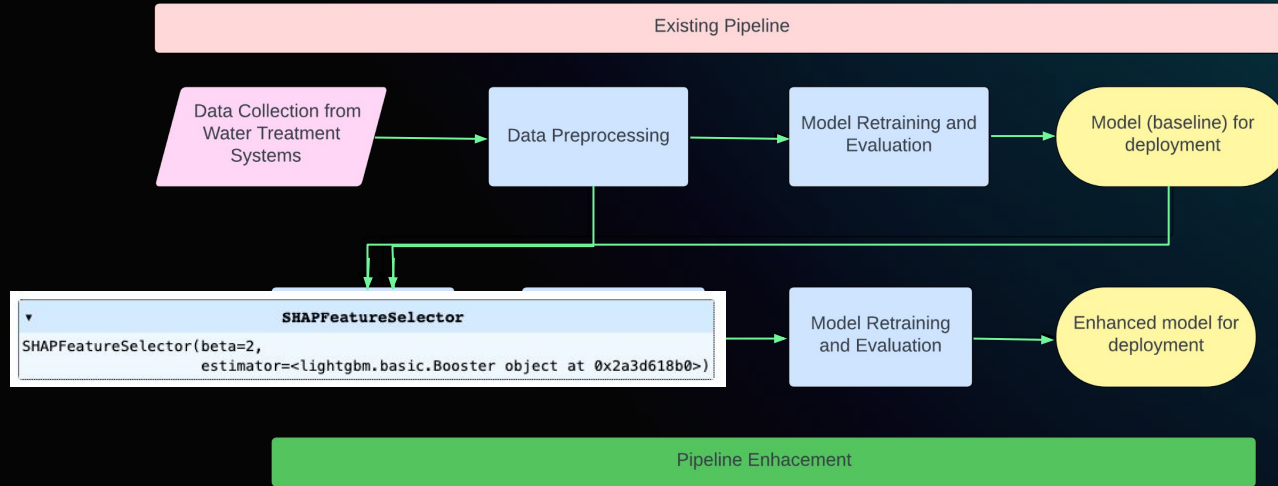 Existing Pipeline
Data Collection from
Water Treatment
Systems
Data Preprocessing
Model Retraining and
Evaluation
Model (baseline) for
deployment
▾ SHAPFeatureSelector
SHAPFeatureSelector(beta=2,
estimator=<lightgbm.basic.Booster object at 0x2a3d618b0>)
Model Retraining
and Evaluation
Enhanced model for
deployment
Pipeline Enhacement